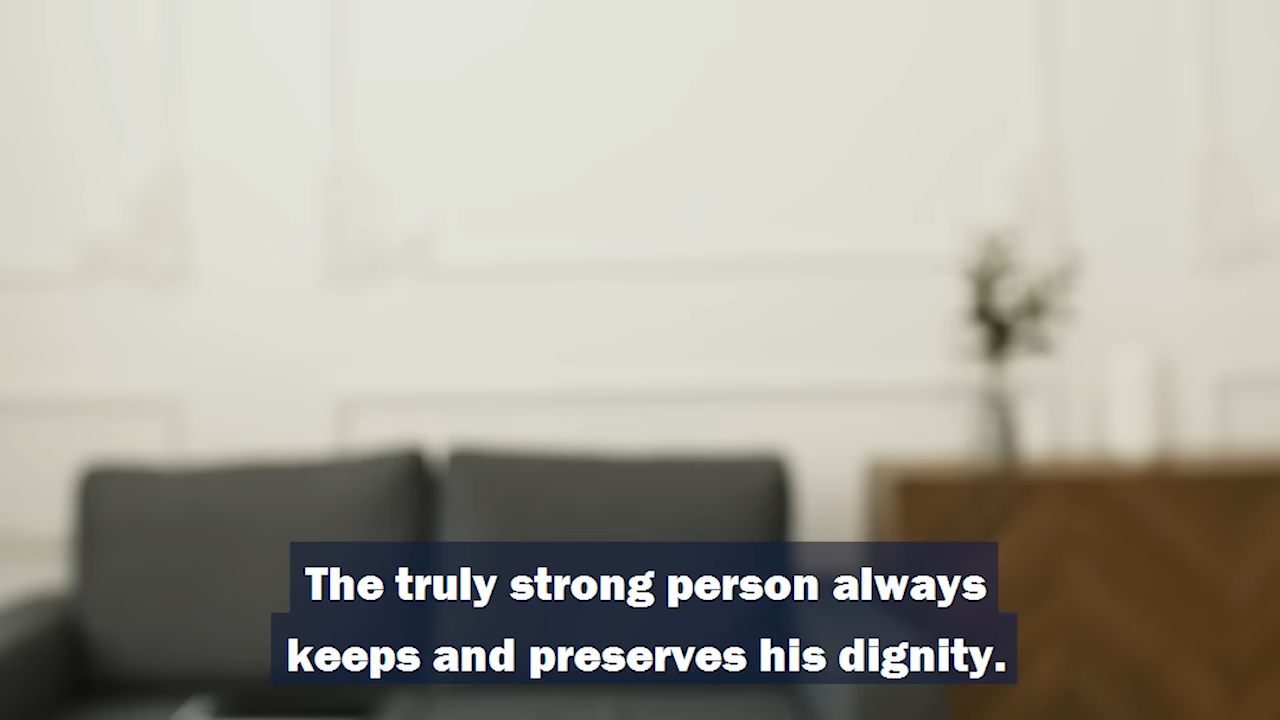 The truly strong person always
keeps and preserves his dignity.